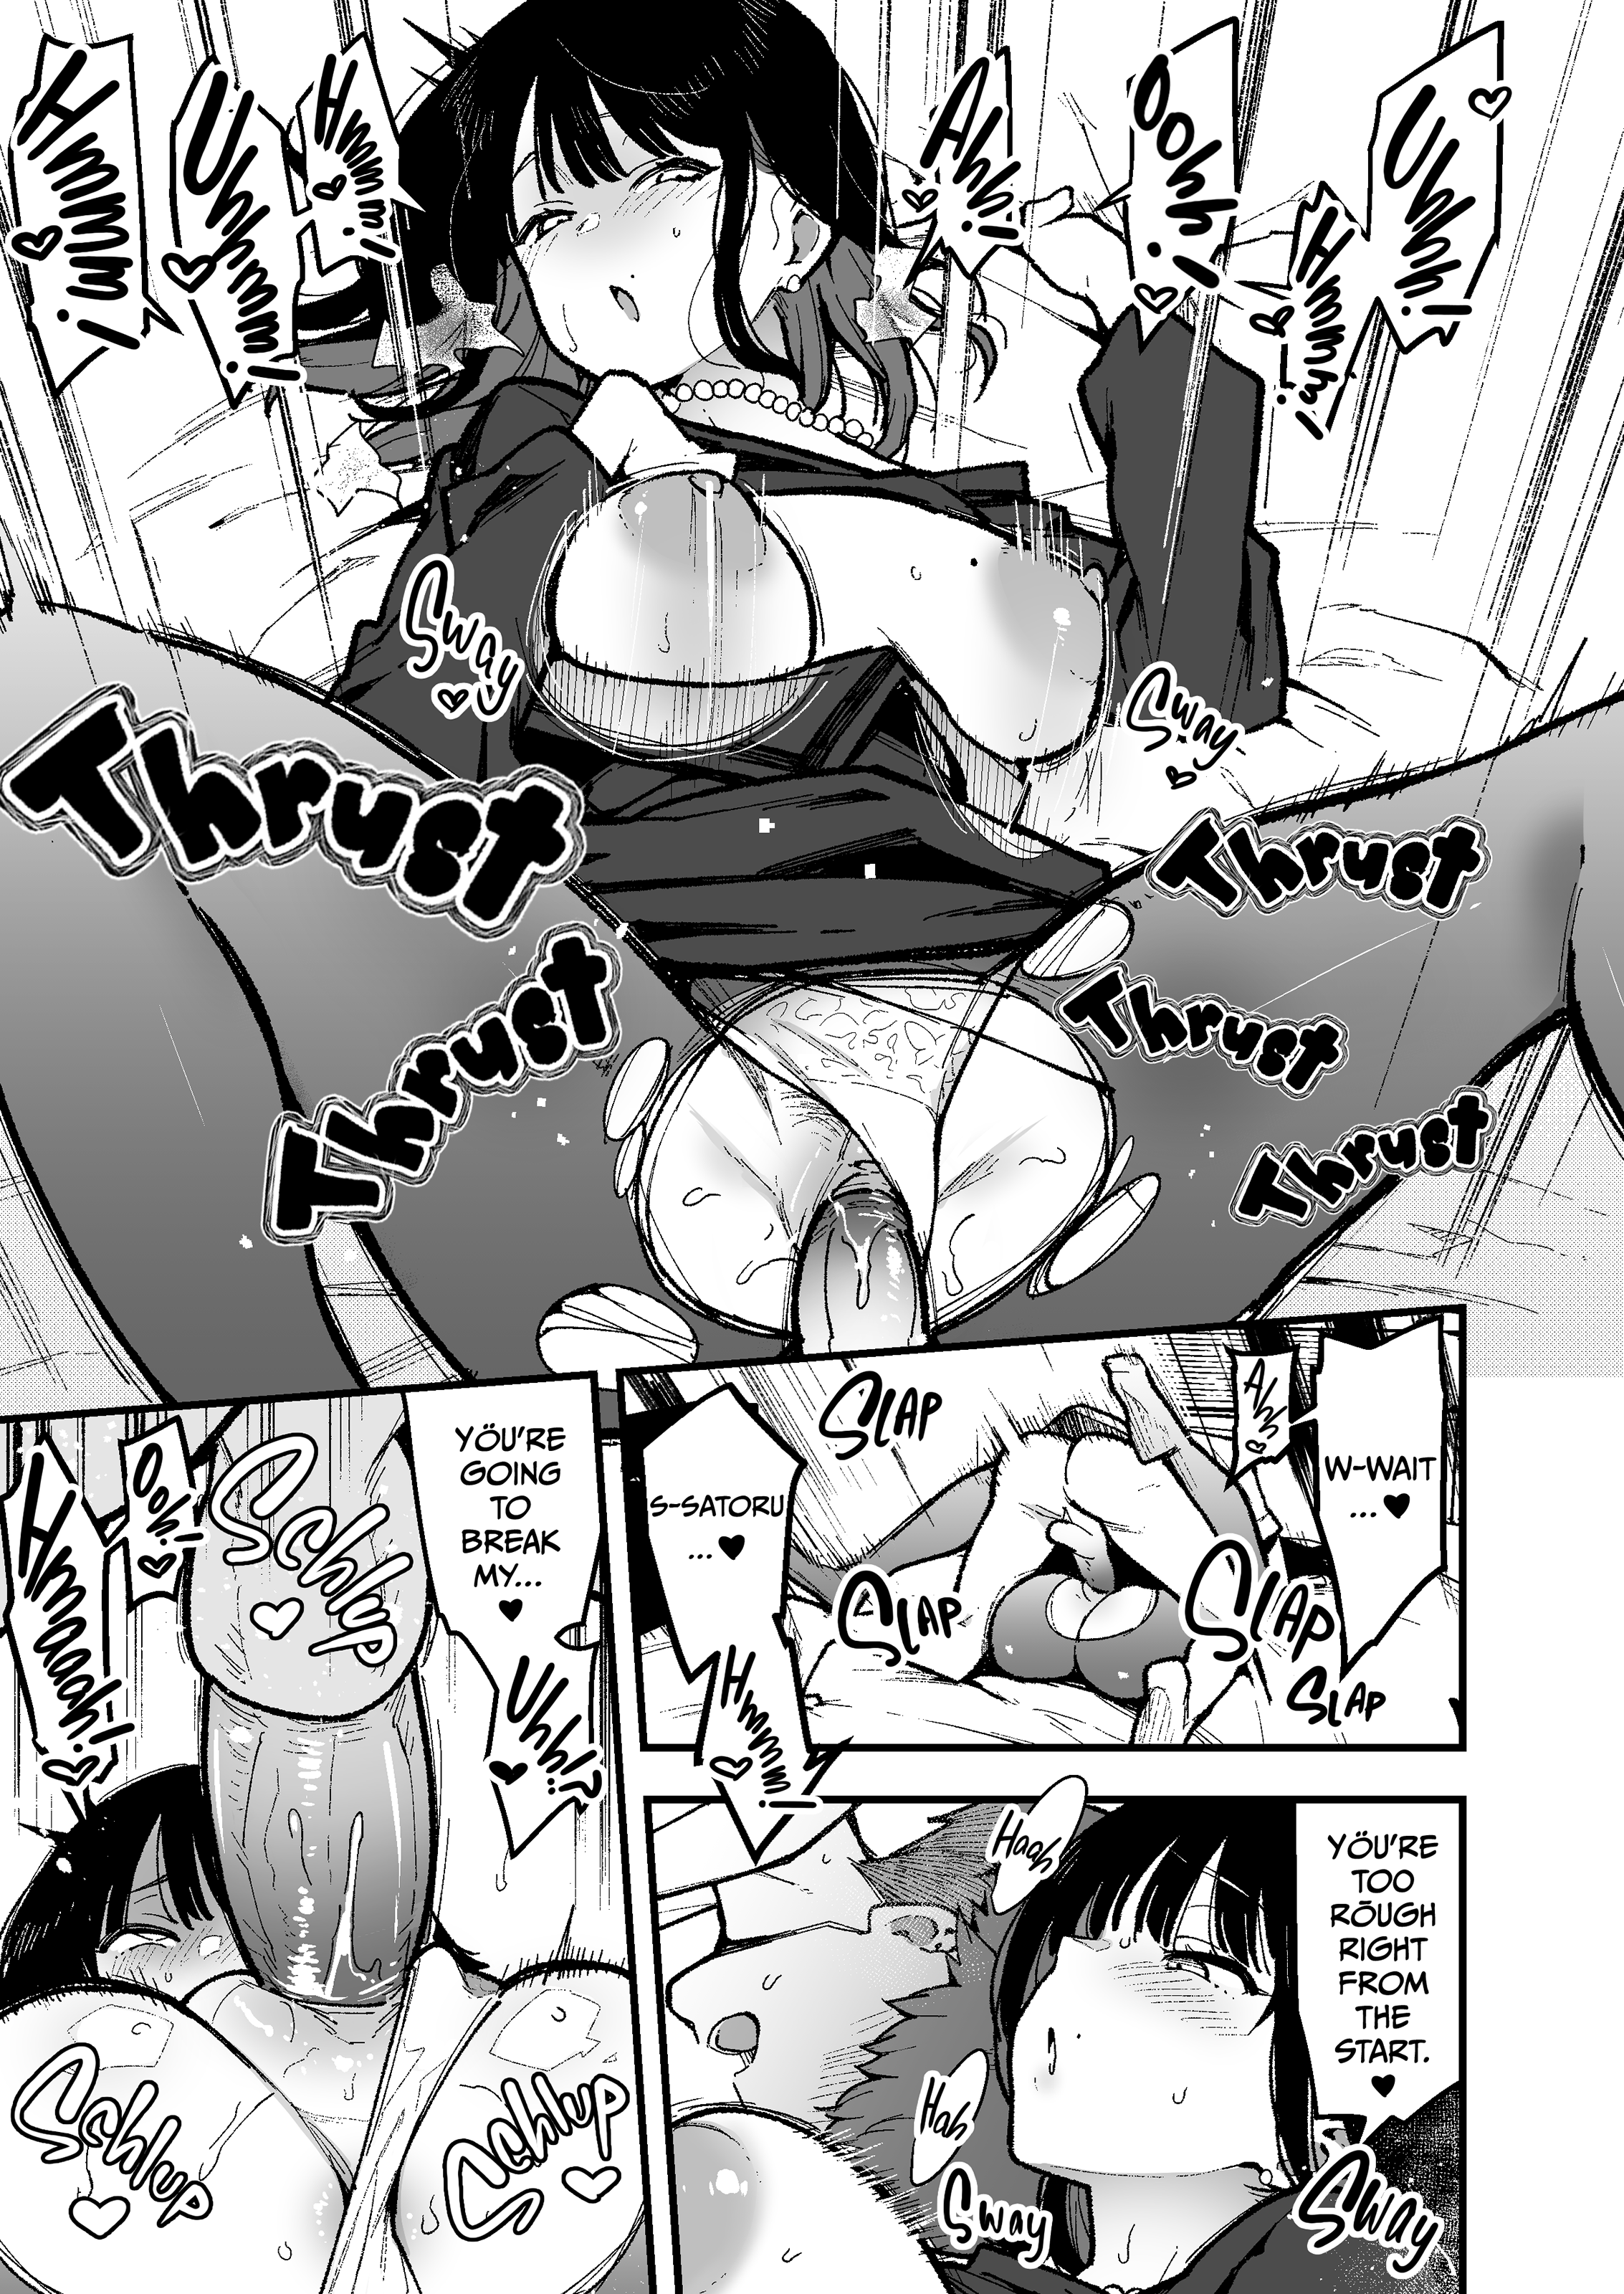 Uhhh!
Hmmhh!
Oohh!
Ahh!
Hmmm!
Uhhmm!
Hmmm!
Sway
Sway
Thrust
Thrust
Thrust
Thrust
Thrust
W-WAIT
...♥
Ahh
SLAP
SLAP
SLAP
SLAP
S-SATORU
...♥
Hmmm!
YOU'RE
TOO
ROUGH
RIGHT
FROM
THE
START.
♥
Haah
Hah
Sway
Sway
YOU'RE
GOING
TO
BREAK
MY...
♥
Uhh!?
Ooh!
Hmaaah!
Schlup
Schlup
Schlup